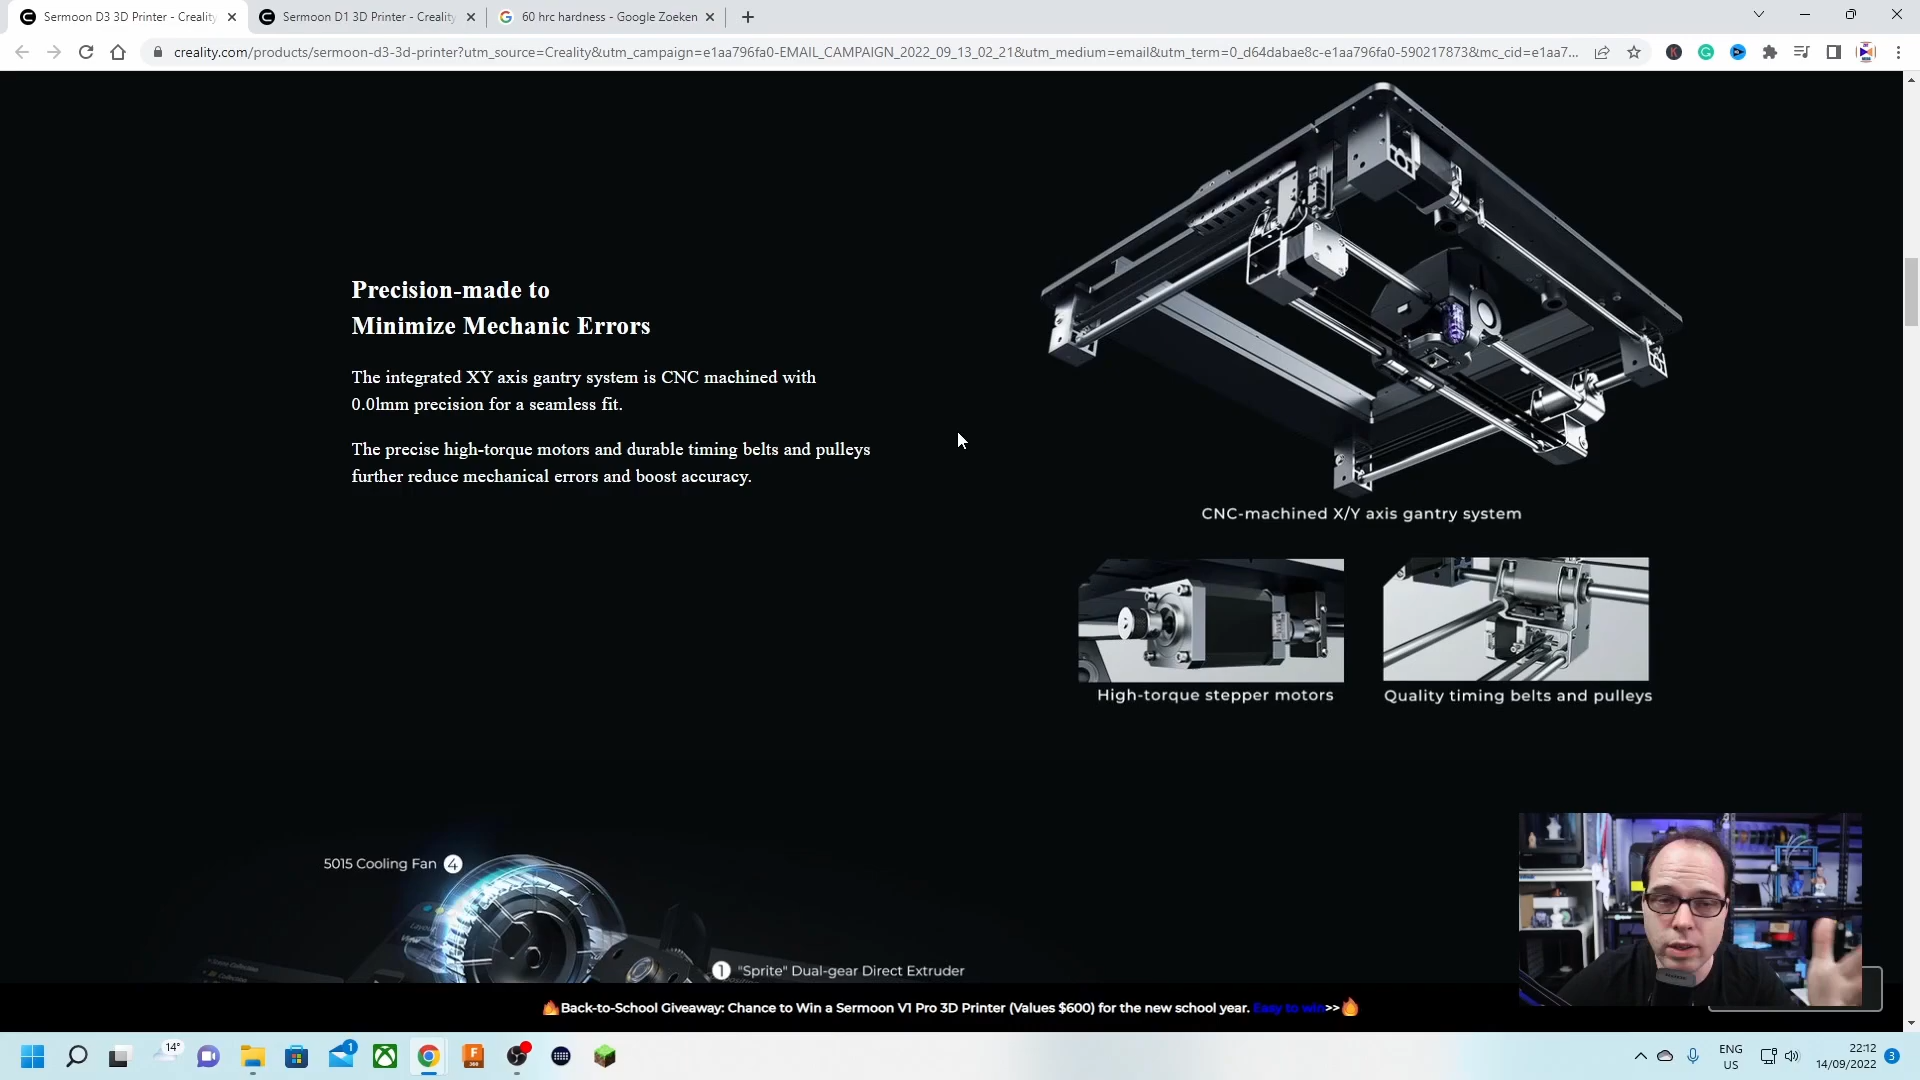 Sermoon D3 3D Printer - Creality
Sermoon D1 3D Printer - Creality
60 hrc hardness - Google Zoeken
creality.com/products/sermoon-d3-3d-printer?utm_source=Creality&utm_campaign=e1aa796fa0-EMAIL_CAMPAIGN_2022_09_13_02_21&utm_medium=email&utm_term=0_d64dabae8c-e1aa796fa0-590217873&mc_cid=e1aa7...
Precision-made to
Minimize Mechanic Errors
The integrated XY axis gantry system is CNC machined with
0.0lmm precision for a seamless fit.
The precise high-torque motors and durable timing belts and pulleys
further reduce mechanical errors and boost accuracy.
CNC-machined X/Y axis gantry system
High-torque stepper motors
Quality timing belts and pulleys
5015 Cooling Fan 4
1 "Sprite" Dual-gear Direct Extruder
🔥Back-to-School Giveaway: Chance to Win a Sermoon V1 Pro 3D Printer (Values $600) for the new school year. Easy to win>>🔥
14°
1
ENG
US
22:12
14/09/2022
3